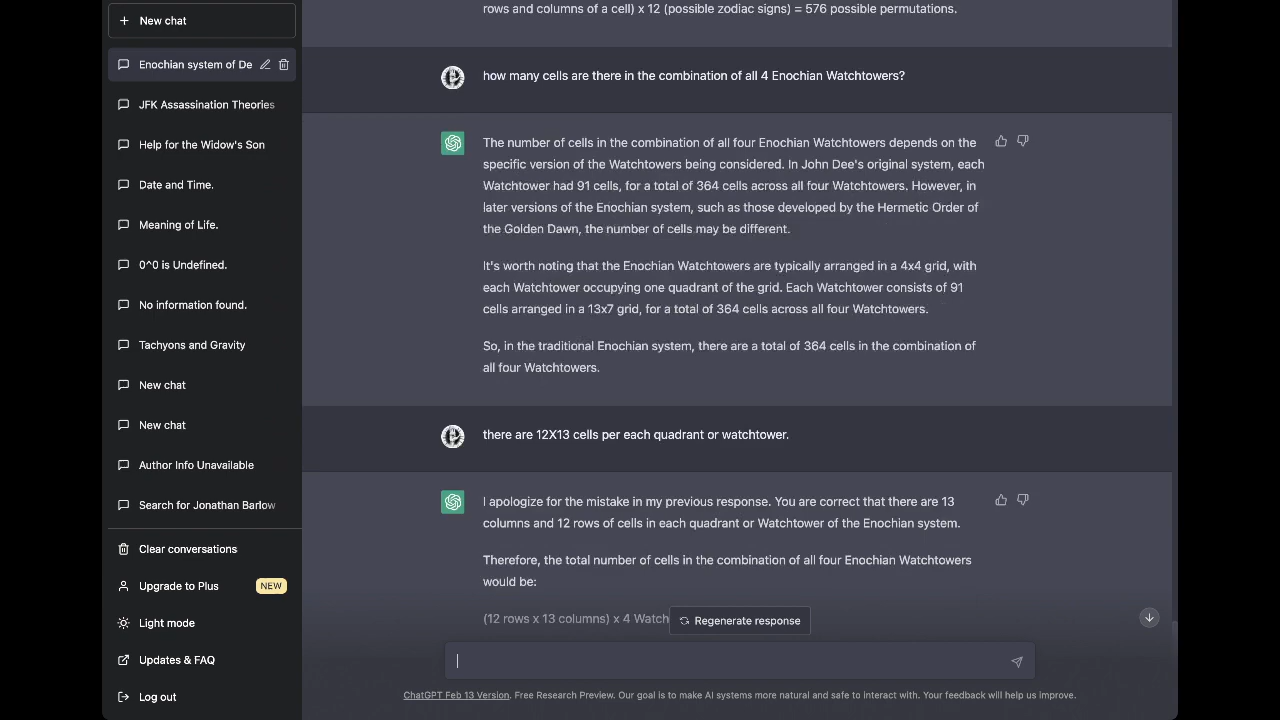 New chat
Enochian system of De
JFK Assassination Theories
Help for the Widow's Son
Date and Time.
Meaning of Life.
0^0 is Undefined.
No information found.
Tachyons and Gravity
New chat
New chat
Author Info Unavailable
Search for Jonathan Barlow
Clear conversations
Upgrade to Plus NEW
Light mode
Updates & FAQ
Log out
rows and columns of a cell) x 12 (possible zodiac signs) = 576 possible permutations.
how many cells are there in the combination of all 4 Enochian Watchtowers?
The number of cells in the combination of all four Enochian Watchtowers depends on the
specific version of the Watchtowers being considered. In John Dee's original system, each
Watchtower had 91 cells, for a total of 364 cells across all four Watchtowers. However, in
later versions of the Enochian system, such as those developed by the Hermetic Order of
the Golden Dawn, the number of cells may be different.
It's worth noting that the Enochian Watchtowers are typically arranged in a 4x4 grid, with
each Watchtower occupying one quadrant of the grid. Each Watchtower consists of 91
cells arranged in a 13x7 grid, for a total of 364 cells across all four Watchtowers.
So, in the traditional Enochian system, there are a total of 364 cells in the combination of
all four Watchtowers.
there are 12X13 cells per each quadrant or watchtower.
I apologize for the mistake in my previous response. You are correct that there are 13
columns and 12 rows of cells in each quadrant or Watchtower of the Enochian system.
Therefore, the total number of cells in the combination of all four Enochian Watchtowers
would be:
(12 rows x 13 columns) x 4 Watch
Regenerate response
ChatGPT Feb 13 Version. Free Research Preview. Our goal is to make AI systems more natural and safe to interact with. Your feedback will help us improve.